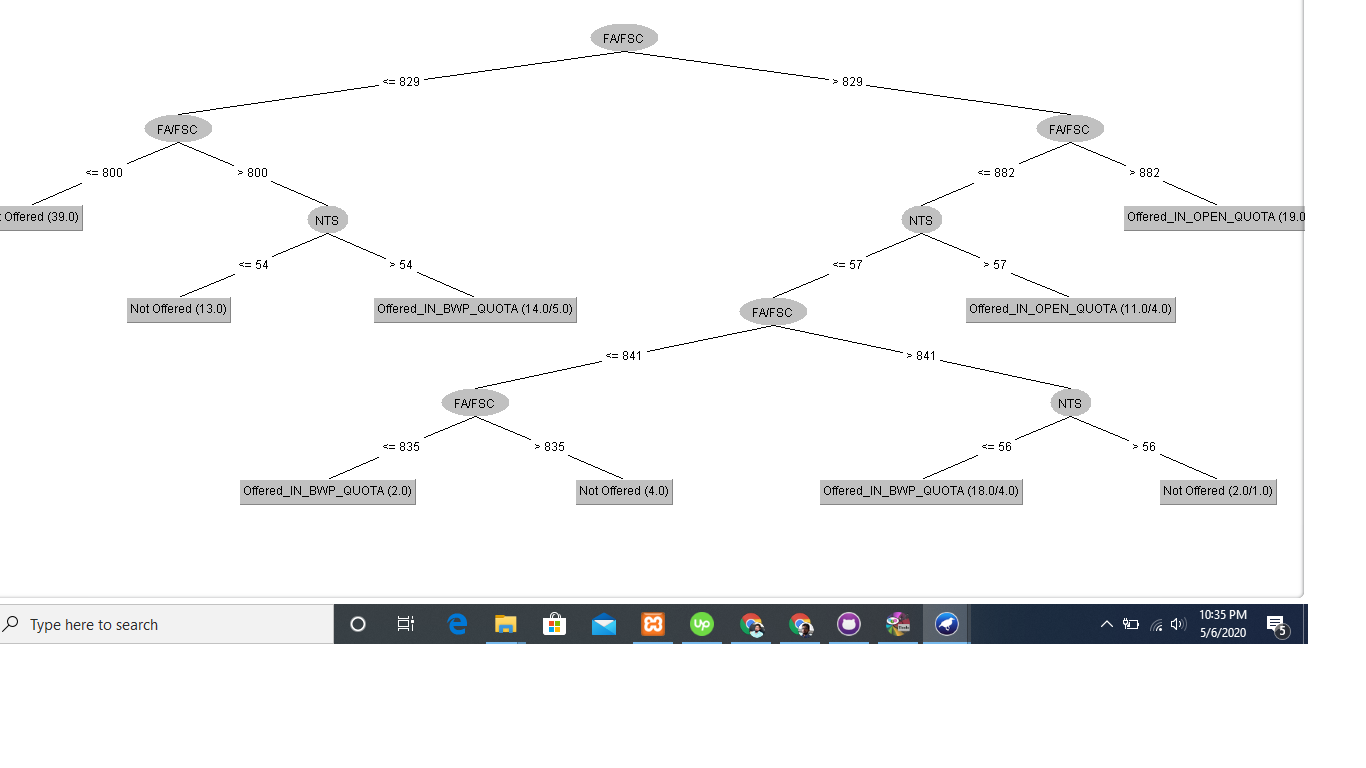 FA/FSC
<= 829
> 829
FA/FSC
FA/FSC
<= 800
> 800
<= 882
> 882
Offered (39.0)
NTS
NTS
Offered_IN_OPEN_QUOTA (19.0
<= 54
> 54
<= 57
> 57
Not Offered (13.0)
Offered_IN_BWP_QUOTA (14.0/5.0)
FA/FSC
Offered_IN_OPEN_QUOTA (11.0/4.0)
<= 841
> 841
FA/FSC
NTS
<= 835
> 835
<= 56
> 56
Offered_IN_BWP_QUOTA (2.0)
Not Offered (4.0)
Offered_IN_BWP_QUOTA (18.0/4.0)
Not Offered (2.0/1.0)
Type here to search
Up
10:35 PM
5/6/2020
5